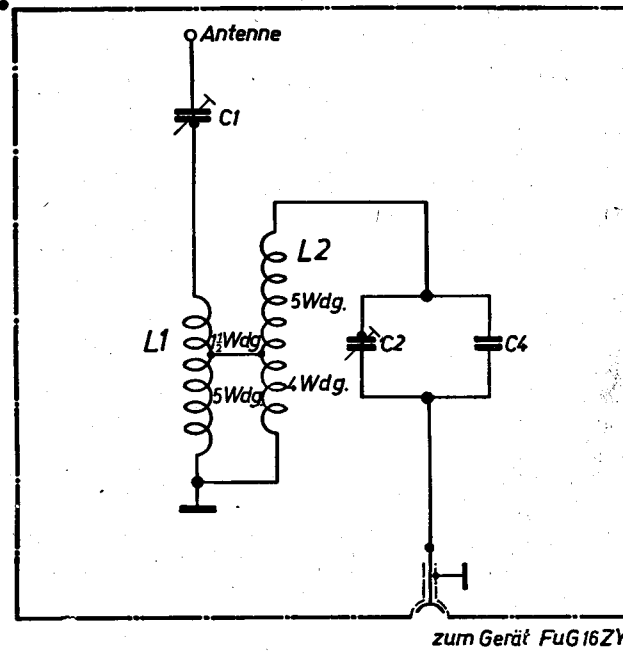 Antenne
C1
L2
5Wdg.
L1
1½Wdg
C2
C4
5Wdg.
4Wdg.
zum Gerät FuG16ZY